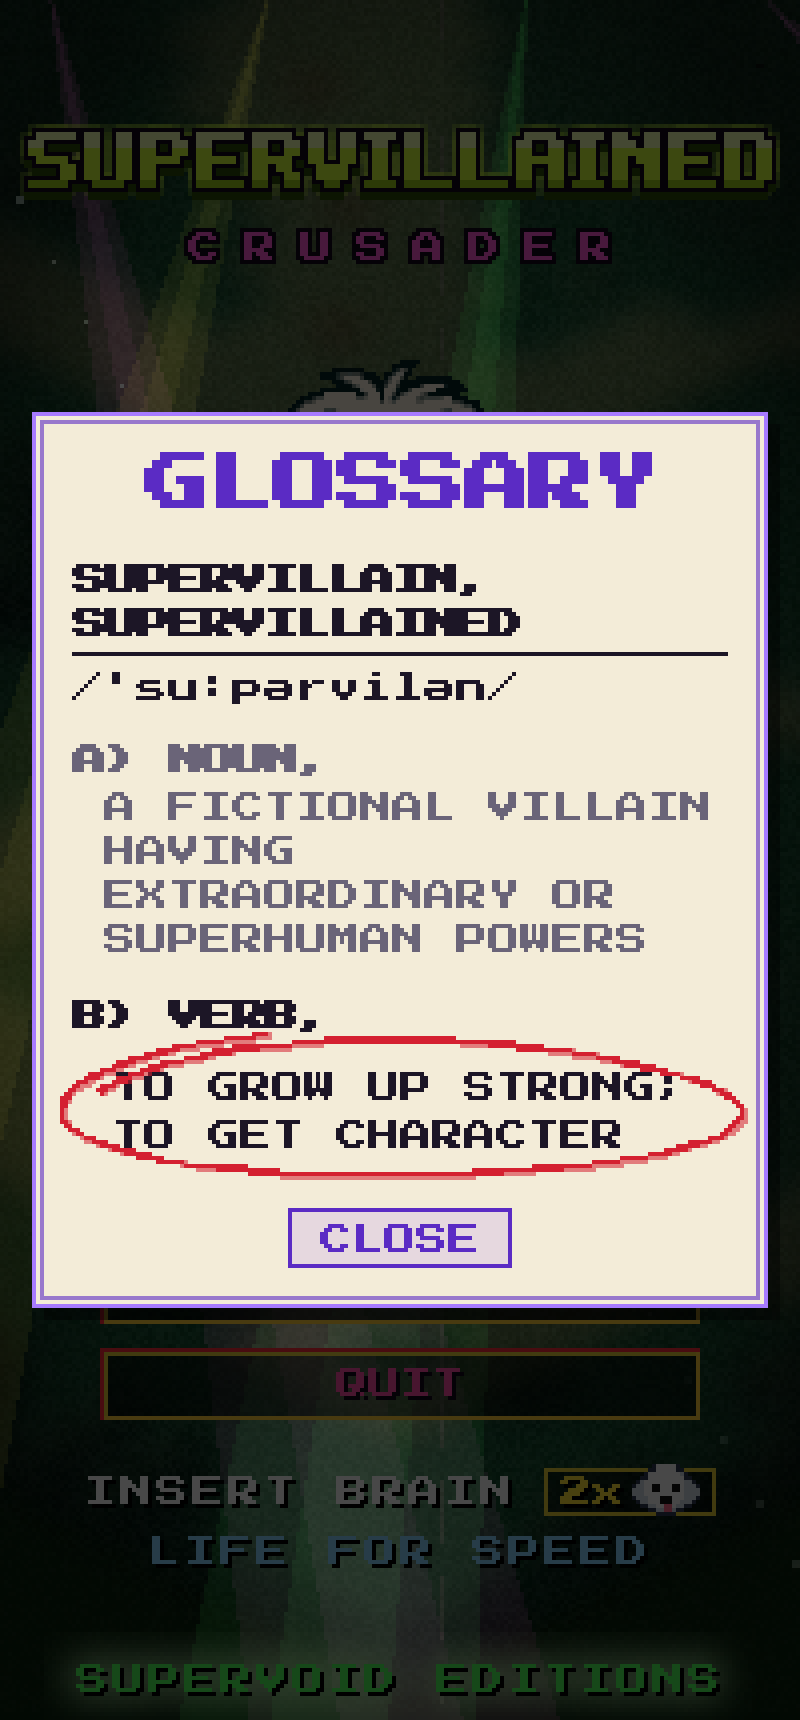 SUPERVILLAINED
CRUSADER
GLOSSARY
SUPERVILLAIN,
SUPERVILLAINED
/'su:pərvilən/
A) NOUN,
A FICTIONAL VILLAIN
HAVING
EXTRAORDINARY OR
SUPERHUMAN POWERS
B) VERB,
TO GROW UP STRONG;
TO GET CHARACTER
CLOSE
QUIT
INSERT BRAIN 2x
LIFE FOR SPEED
SUPERVOID EDITIONS